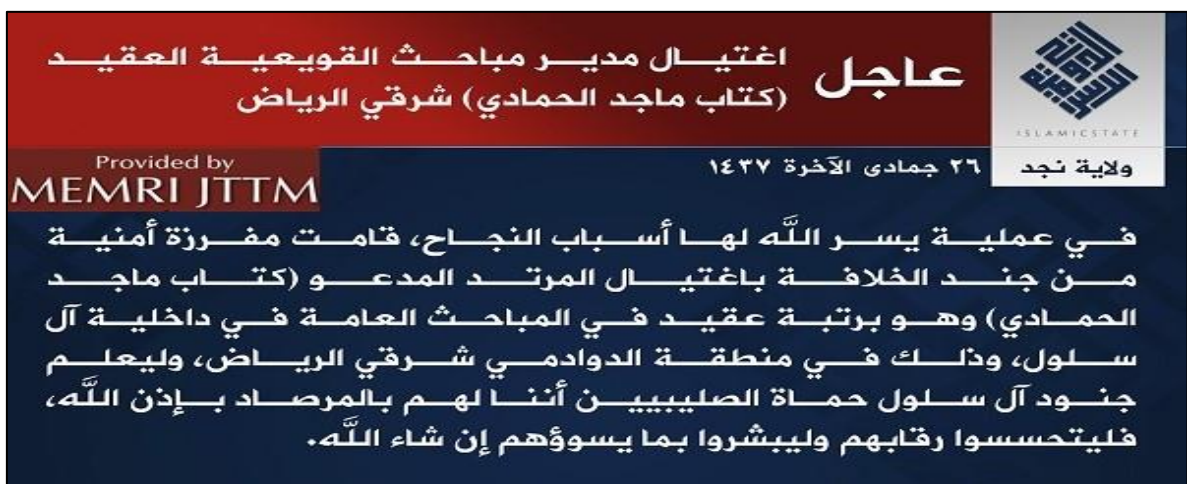 عاجل
اغتيال مدير مباحث القويعية العقيد
(كتاب ماجد الحمادي) شرقي الرياض
ISLAMICSTATE
ولاية نجد
٢٦ جمادى الآخرة ١٤٣٧
Provided by
MEMRI JTTM
في عملية يسر اللَّه لها أسباب النجاح، قامت مفرزة أمنية
من جند الخلافة باغتيال المرتد المدعو (كتاب ماجد
الحمادي) وهو برتبة عقيد في المباحث العامة في داخلية آل
سلول، وذلك في منطقة الدوادمي شرقي الرياض، وليعلم
جنود آل سلول حماة الصليبيين أننا لهم بالمرصاد بإذن اللَّه،
فليتحسسوا رقابهم وليبشروا بما يسوؤهم إن شاء اللَّه.